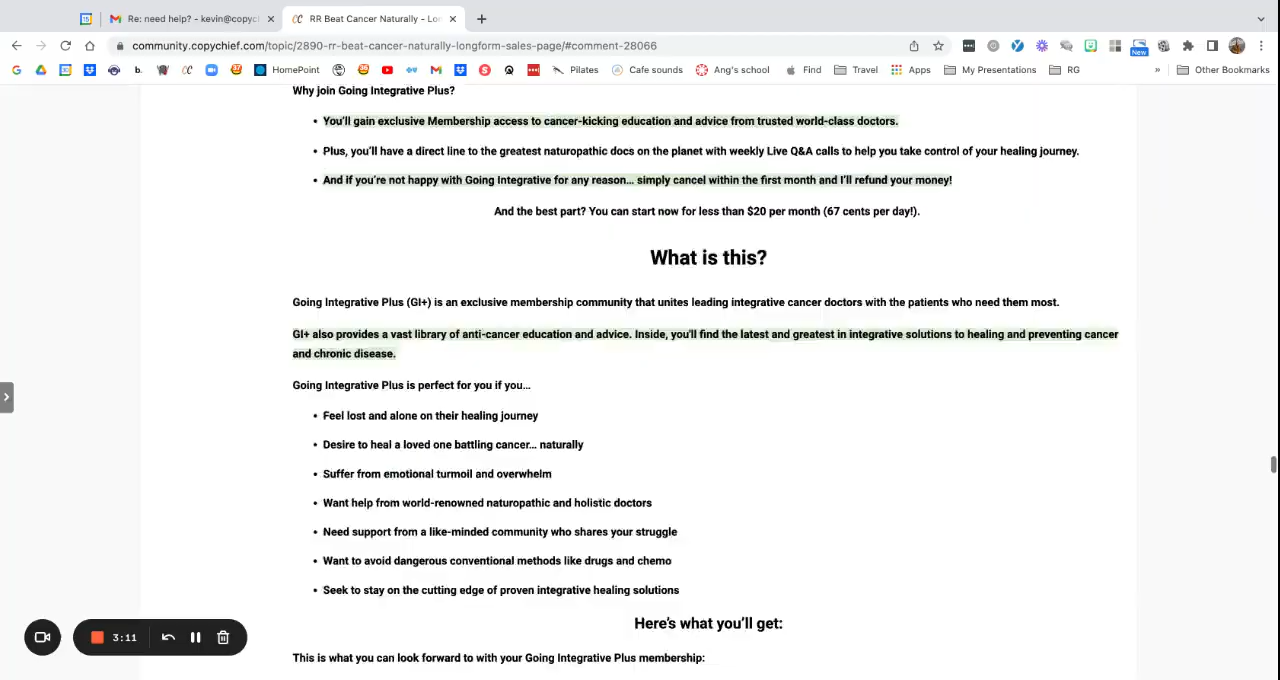 15
Re: need help? - kevin@copyc
RR Beat Cancer Naturally - Lon
community.copychief.com/topic/2890-rr-beat-cancer-naturally-longform-sales-page/#comment-28066
New
HomePoint
Pilates
Cafe sounds
Ang's school
Find
Travel
Apps
My Presentations
RG
»
Other Bookmarks
Why join Going Integrative Plus?
• You'll gain exclusive Membership access to cancer-kicking education and advice from trusted world-class doctors.
• Plus, you'll have a direct line to the greatest naturopathic docs on the planet with weekly Live Q&A calls to help you take control of your healing journey.
• And if you're not happy with Going Integrative for any reason... simply cancel within the first month and I'll refund your money!
And the best part? You can start now for less than $20 per month (67 cents per day!).
What is this?
Going Integrative Plus (GI+) is an exclusive membership community that unites leading integrative cancer doctors with the patients who need them most.
GI+ also provides a vast library of anti-cancer education and advice. Inside, you'll find the latest and greatest in integrative solutions to healing and preventing cancer
and chronic disease.
Going Integrative Plus is perfect for you if you...
• Feel lost and alone on their healing journey
• Desire to heal a loved one battling cancer... naturally
• Suffer from emotional turmoil and overwhelm
• Want help from world-renowned naturopathic and holistic doctors
• Need support from a like-minded community who shares your struggle
• Want to avoid dangerous conventional methods like drugs and chemo
• Seek to stay on the cutting edge of proven integrative healing solutions
Here's what you'll get:
This is what you can look forward to with your Going Integrative Plus membership:
3:11